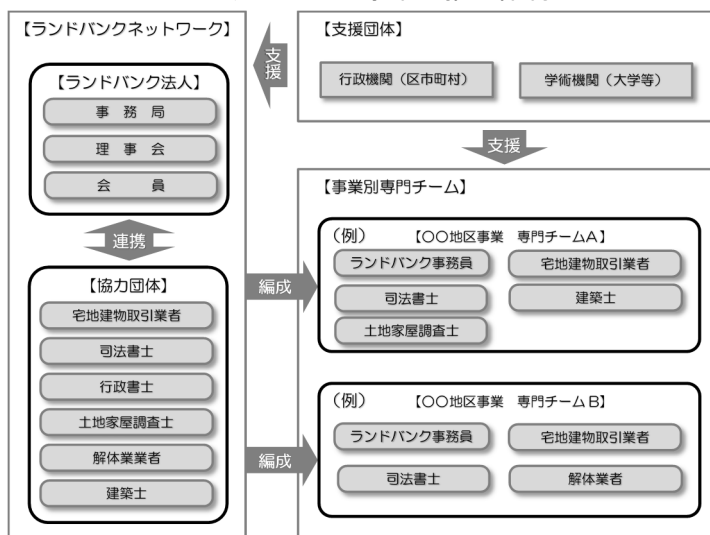 【ランドバンクネットワーク】
【ランドバンク法人】
事　務　局
理　事　会
会　　　員
連携
【協力団体】
宅地建物取引業者
司法書士
行政書士
土地家屋調査士
解体業業者
建築士
支援
【支援団体】
行政機関（区市町村）
学術機関（大学等）
支援
【事業別専門チーム】
編成
（例）　【〇〇地区事業　専門チームA】
ランドバンク事務員
宅地建物取引業者
司法書士
建築士
土地家屋調査士
編成
（例）　【〇〇地区事業　専門チームB】
ランドバンク事務員
宅地建物取引業者
司法書士
解体業者